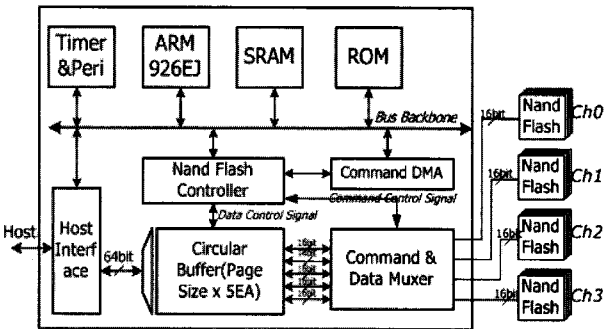 Timer
&Peri
ARM
926EJ
SRAM
ROM
Bus Backbone
Nand Flash
Controller
Command DMA
Command Control Signal
Data Control Signal
Host
Host
Interf
ace
64bit
Circular
Buffer(Page
Size x 5EA)
16bit
16bit
16bit
16bit
16bit
Command &
Data Muxer
16bit
Nand
Flash
Ch0
16bit
Nand
Flash
Ch1
16bit
Nand
Flash
Ch2
16bit
Nand
Flash
Ch3